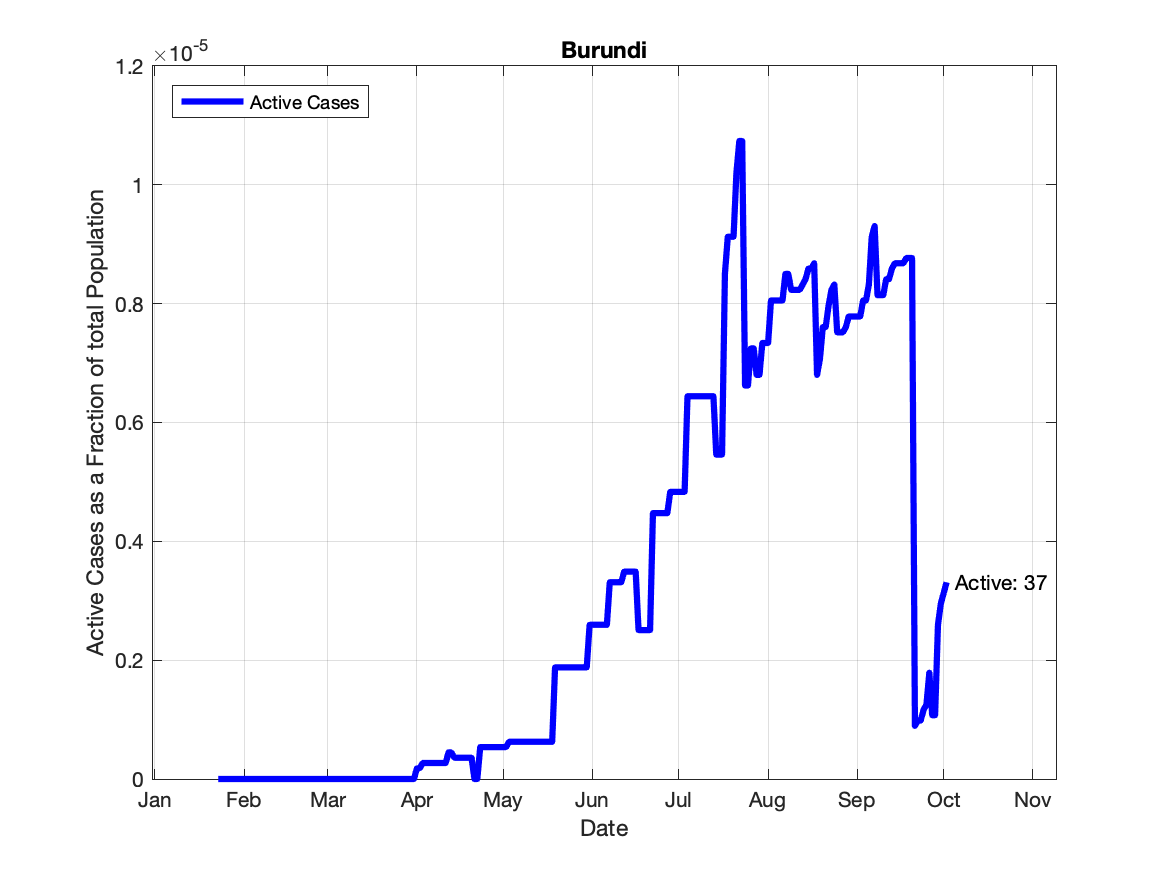 Burundi
×10-5
1.2
1
0.8
0.6
0.4
0.2
0
Active Cases as a Fraction of total Population
Active Cases
Active: 37
Jan Feb Mar Apr May Jun Jul Aug Sep Oct Nov
Date